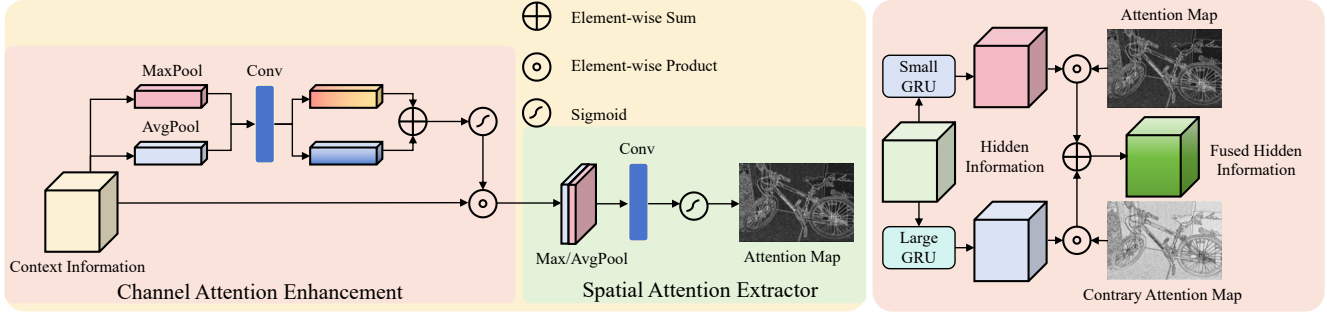 Element-wise Sum
Element-wise Product
Sigmoid
MaxPool
Conv
AvgPool
Context Information
Channel Attention Enhancement
Conv
Max/AvgPool
Attention Map
Spatial Attention Extractor
Attention Map
Small
GRU
Hidden
Information
Fused Hidden
Information
Large
GRU
Contrary Attention Map